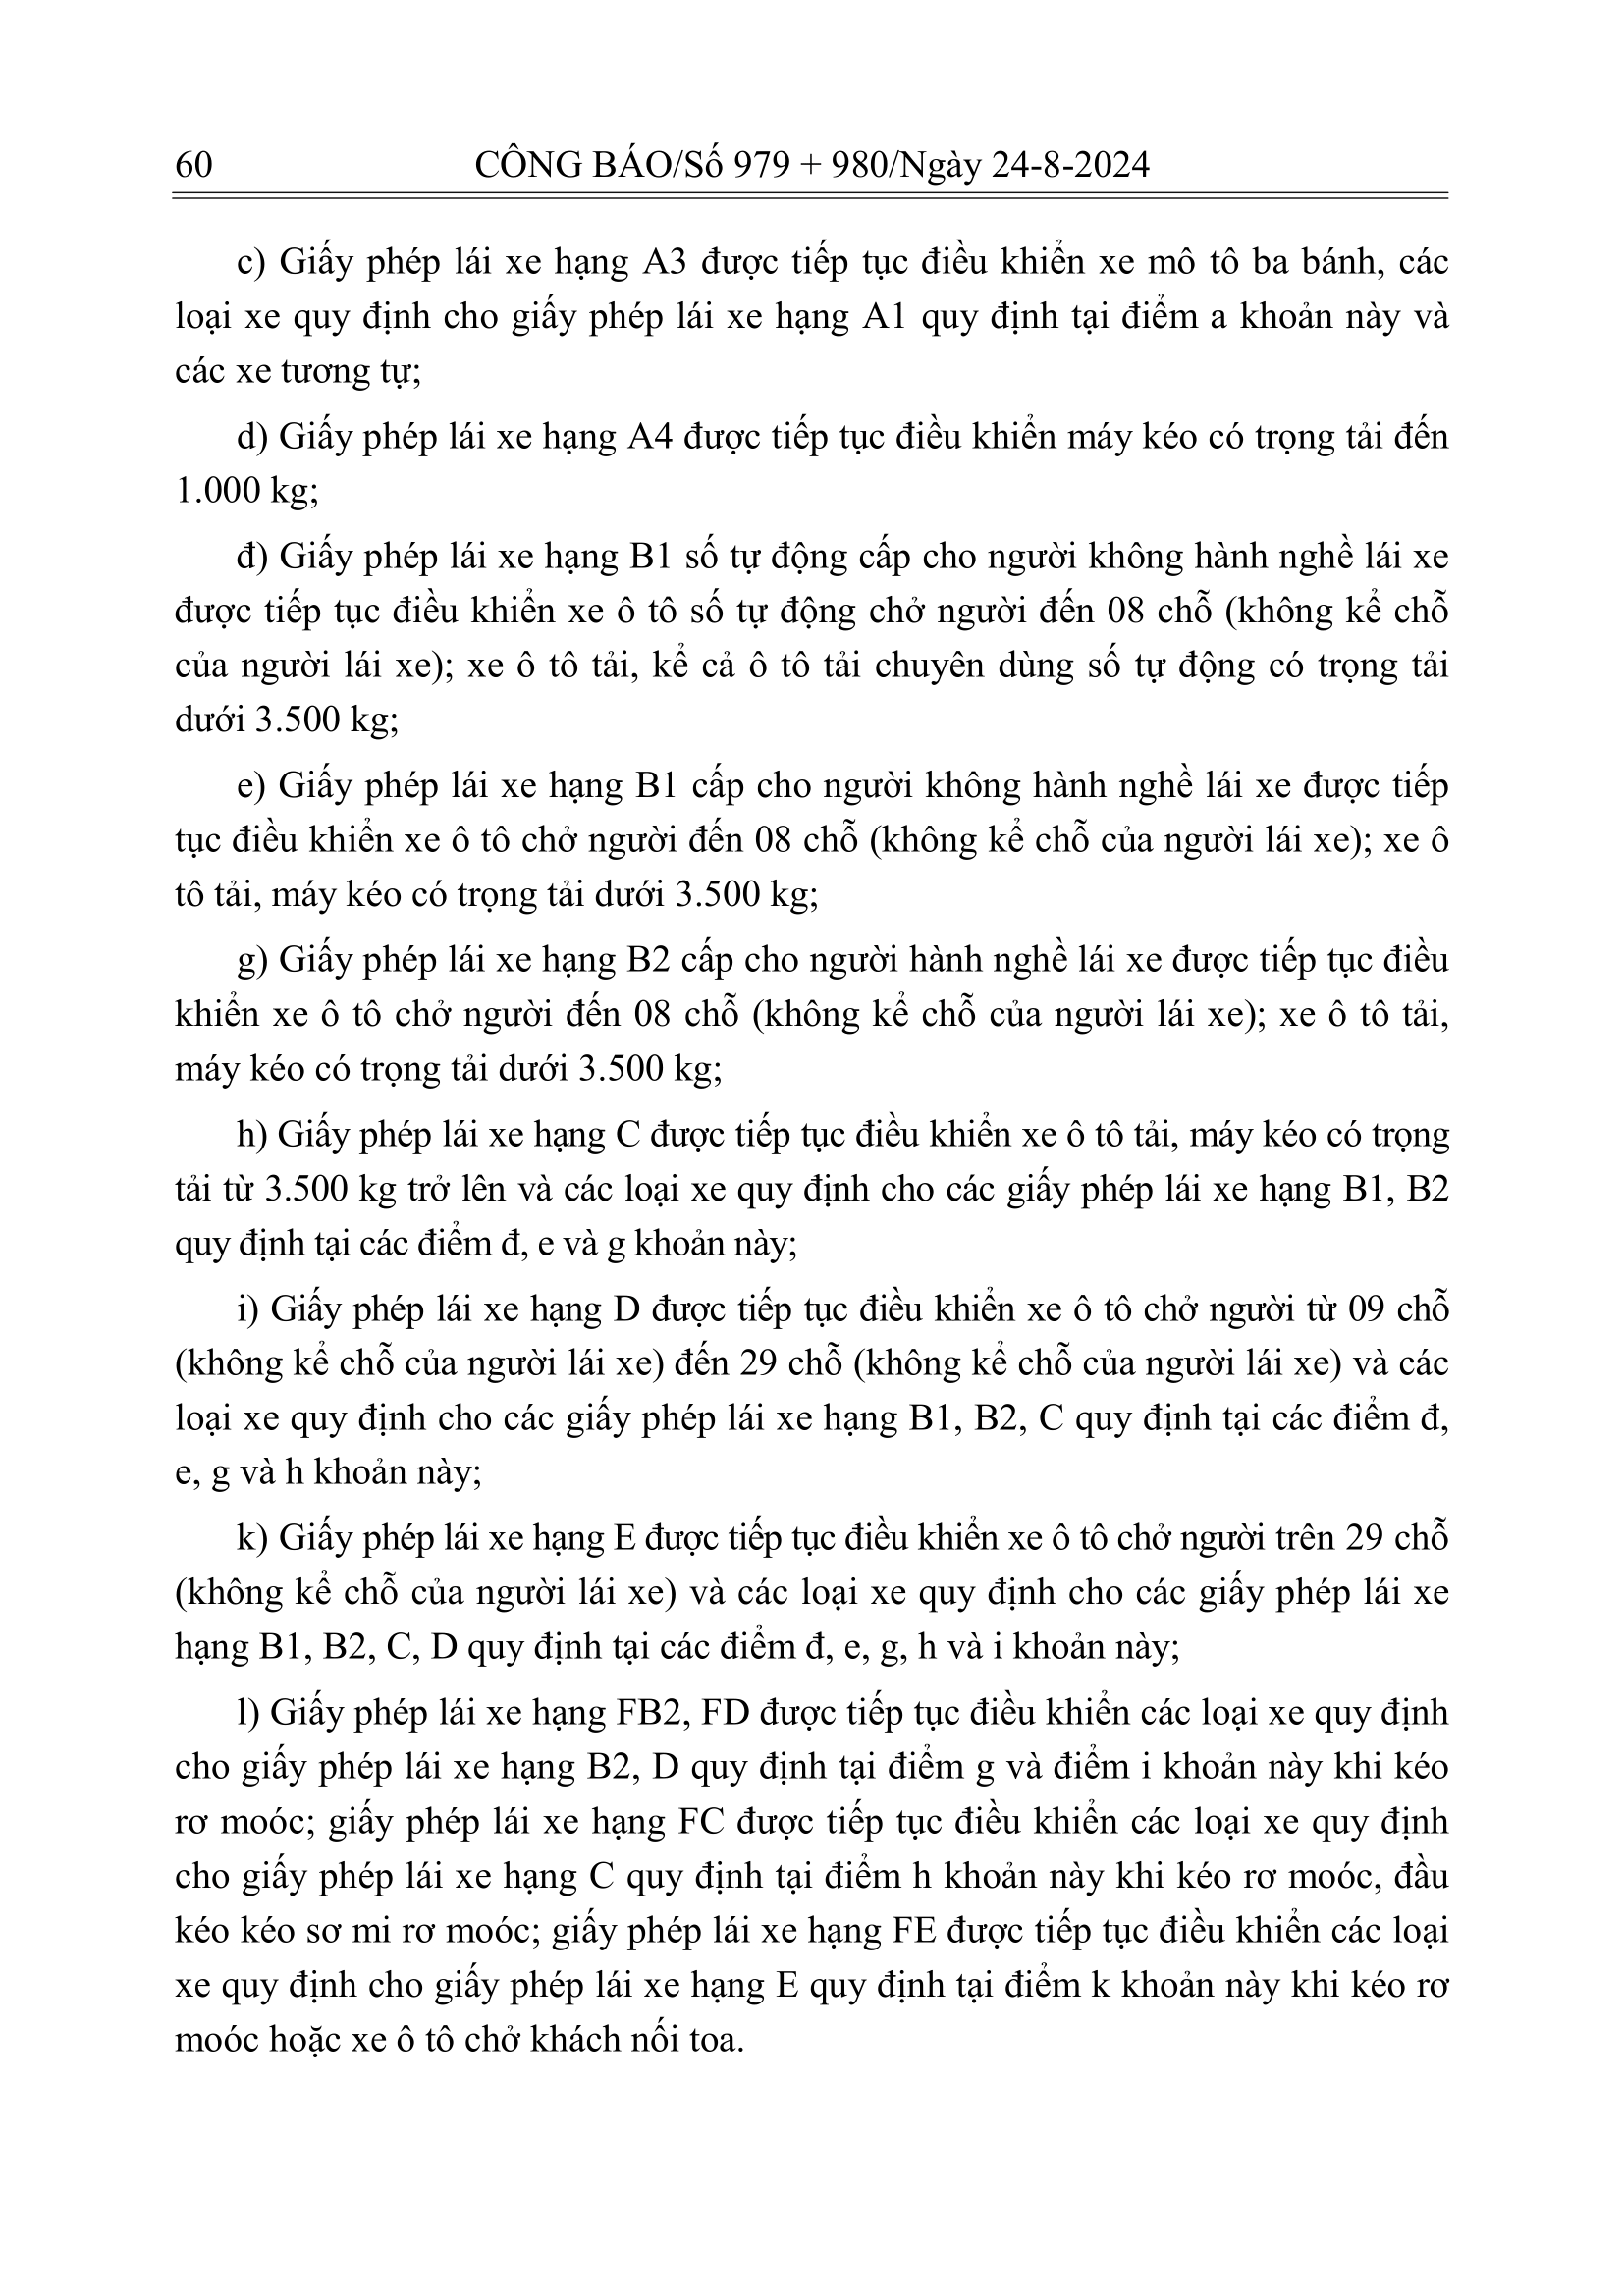 60 CÔNG BÁO/Số 979 + 980/Ngày 24-8-2024
c) Giấy phép lái xe hạng A3 được tiếp tục điều khiển xe mô tô ba bánh, các
loại xe quy định cho giấy phép lái xe hạng A1 quy định tại điểm a khoản này và
các xe tương tự;
d) Giấy phép lái xe hạng A4 được tiếp tục điều khiển máy kéo có trọng tải đến
1.000 kg;
đ) Giấy phép lái xe hạng B1 số tự động cấp cho người không hành nghề lái xe
được tiếp tục điều khiển xe ô tô số tự động chở người đến 08 chỗ (không kể chỗ
của người lái xe); xe ô tô tải, kể cả ô tô tải chuyên dùng số tự động có trọng tải
dưới 3.500 kg;
e) Giấy phép lái xe hạng B1 cấp cho người không hành nghề lái xe được tiếp
tục điều khiển xe ô tô chở người đến 08 chỗ (không kể chỗ của người lái xe); xe ô
tô tải, máy kéo có trọng tải dưới 3.500 kg;
g) Giấy phép lái xe hạng B2 cấp cho người hành nghề lái xe được tiếp tục điều
khiển xe ô tô chở người đến 08 chỗ (không kể chỗ của người lái xe); xe ô tô tải,
máy kéo có trọng tải dưới 3.500 kg;
h) Giấy phép lái xe hạng C được tiếp tục điều khiển xe ô tô tải, máy kéo có trọng
tải từ 3.500 kg trở lên và các loại xe quy định cho các giấy phép lái xe hạng B1, B2
quy định tại các điểm đ, e và g khoản này;
i) Giấy phép lái xe hạng D được tiếp tục điều khiển xe ô tô chở người từ 09 chỗ
(không kể chỗ của người lái xe) đến 29 chỗ (không kể chỗ của người lái xe) và các
loại xe quy định cho các giấy phép lái xe hạng B1, B2, C quy định tại các điểm đ,
e, g và h khoản này;
k) Giấy phép lái xe hạng E được tiếp tục điều khiển xe ô tô chở người trên 29 chỗ
(không kể chỗ của người lái xe) và các loại xe quy định cho các giấy phép lái xe
hạng B1, B2, C, D quy định tại các điểm đ, e, g, h và i khoản này;
l) Giấy phép lái xe hạng FB2, FD được tiếp tục điều khiển các loại xe quy định
cho giấy phép lái xe hạng B2, D quy định tại điểm g và điểm i khoản này khi kéo
rơ moóc; giấy phép lái xe hạng FC được tiếp tục điều khiển các loại xe quy định
cho giấy phép lái xe hạng C quy định tại điểm h khoản này khi kéo rơ moóc, đầu
kéo kéo sơ mi rơ moóc; giấy phép lái xe hạng FE được tiếp tục điều khiển các loại
xe quy định cho giấy phép lái xe hạng E quy định tại điểm k khoản này khi kéo rơ
moóc hoặc xe ô tô chở khách nối toa.